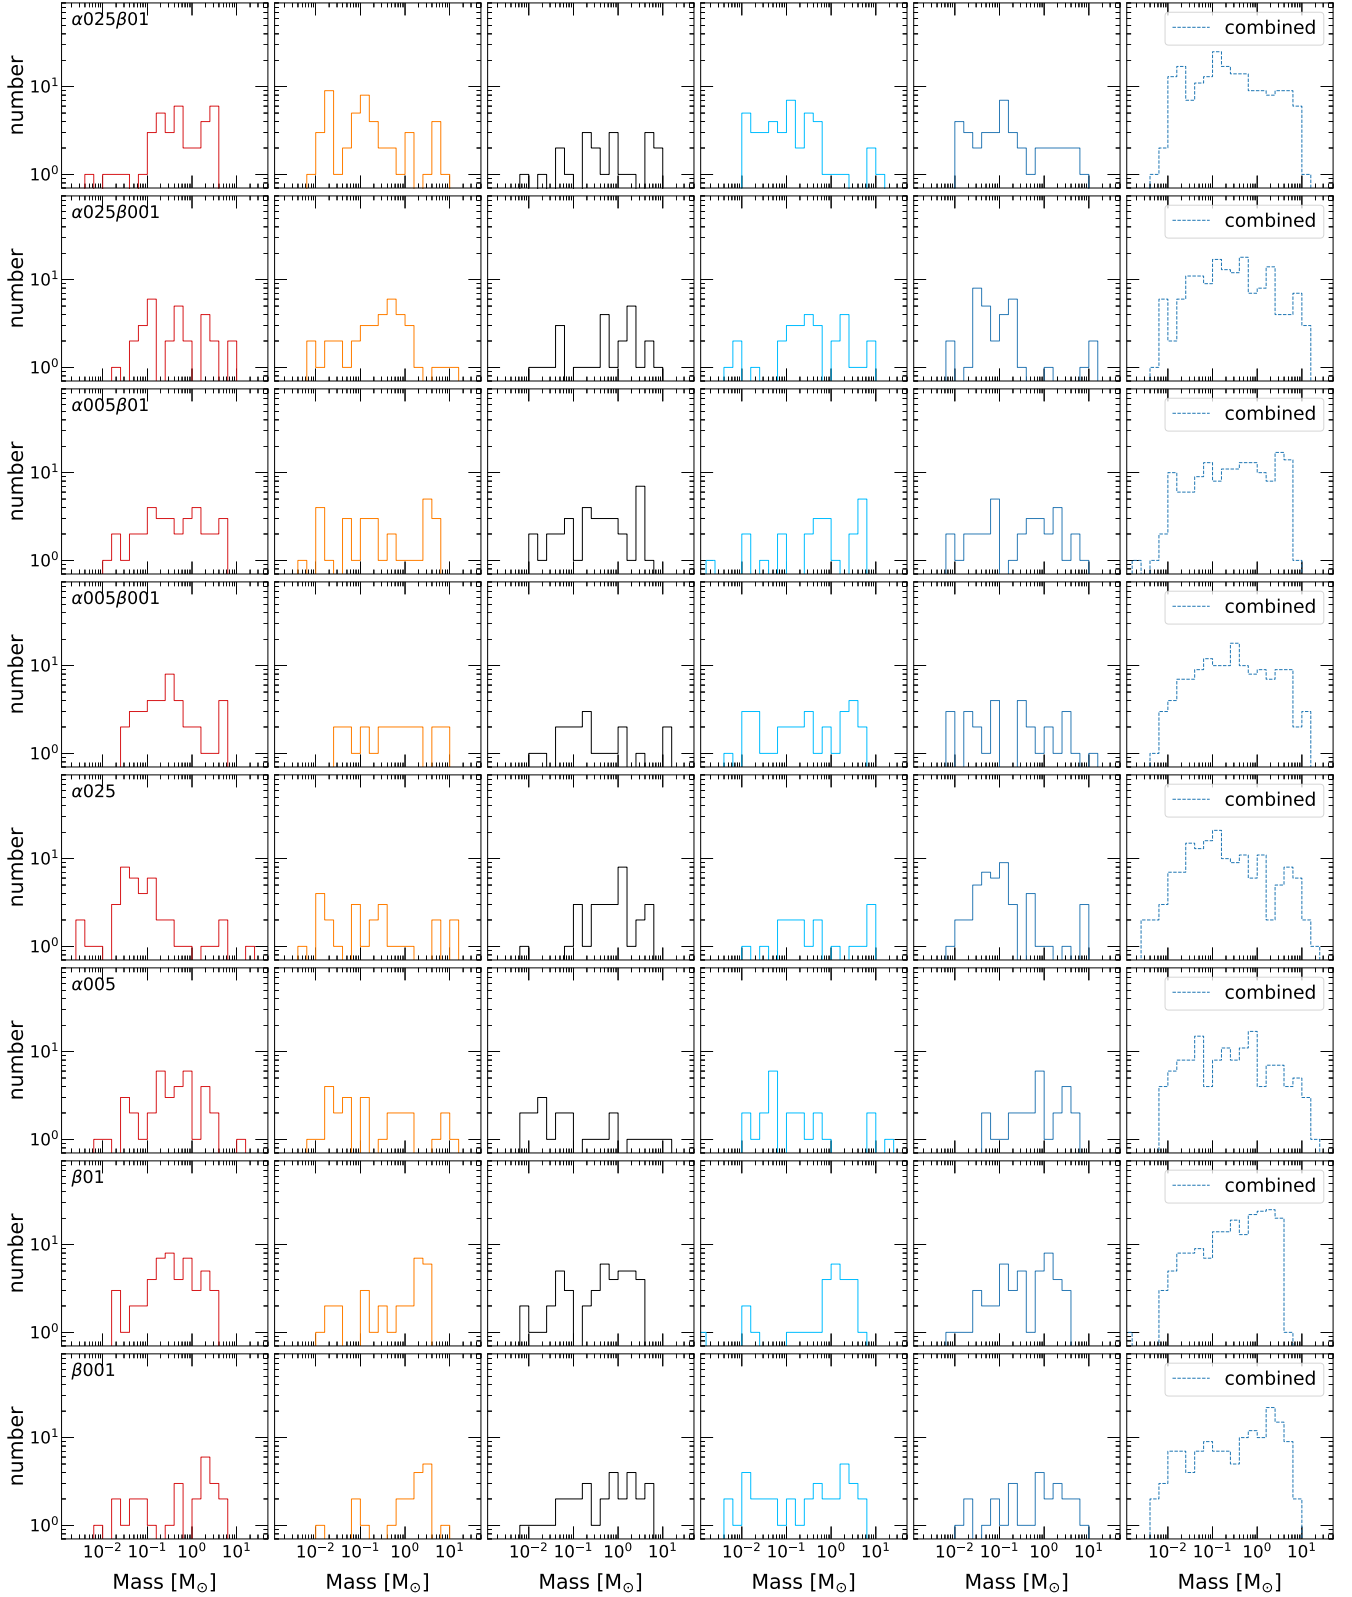 α025β01
combined
number
10¹
10⁰
α025β001
combined
number
10¹
10⁰
α005β01
combined
number
10¹
10⁰
α005β001
combined
number
10¹
10⁰
α025
combined
number
10¹
10⁰
α005
combined
number
10¹
10⁰
β01
combined
number
10¹
10⁰
β001
combined
number
10¹
10⁰
10⁻² 10⁻¹ 10⁰ 10¹ 10⁻² 10⁻¹ 10⁰ 10¹ 10⁻² 10⁻¹ 10⁰ 10¹ 10⁻² 10⁻¹ 10⁰ 10¹ 10⁻² 10⁻¹ 10⁰ 10¹ 10⁻² 10⁻¹ 10⁰ 10¹
Mass [M⊙] Mass [M⊙] Mass [M⊙] Mass [M⊙] Mass [M⊙] Mass [M⊙]